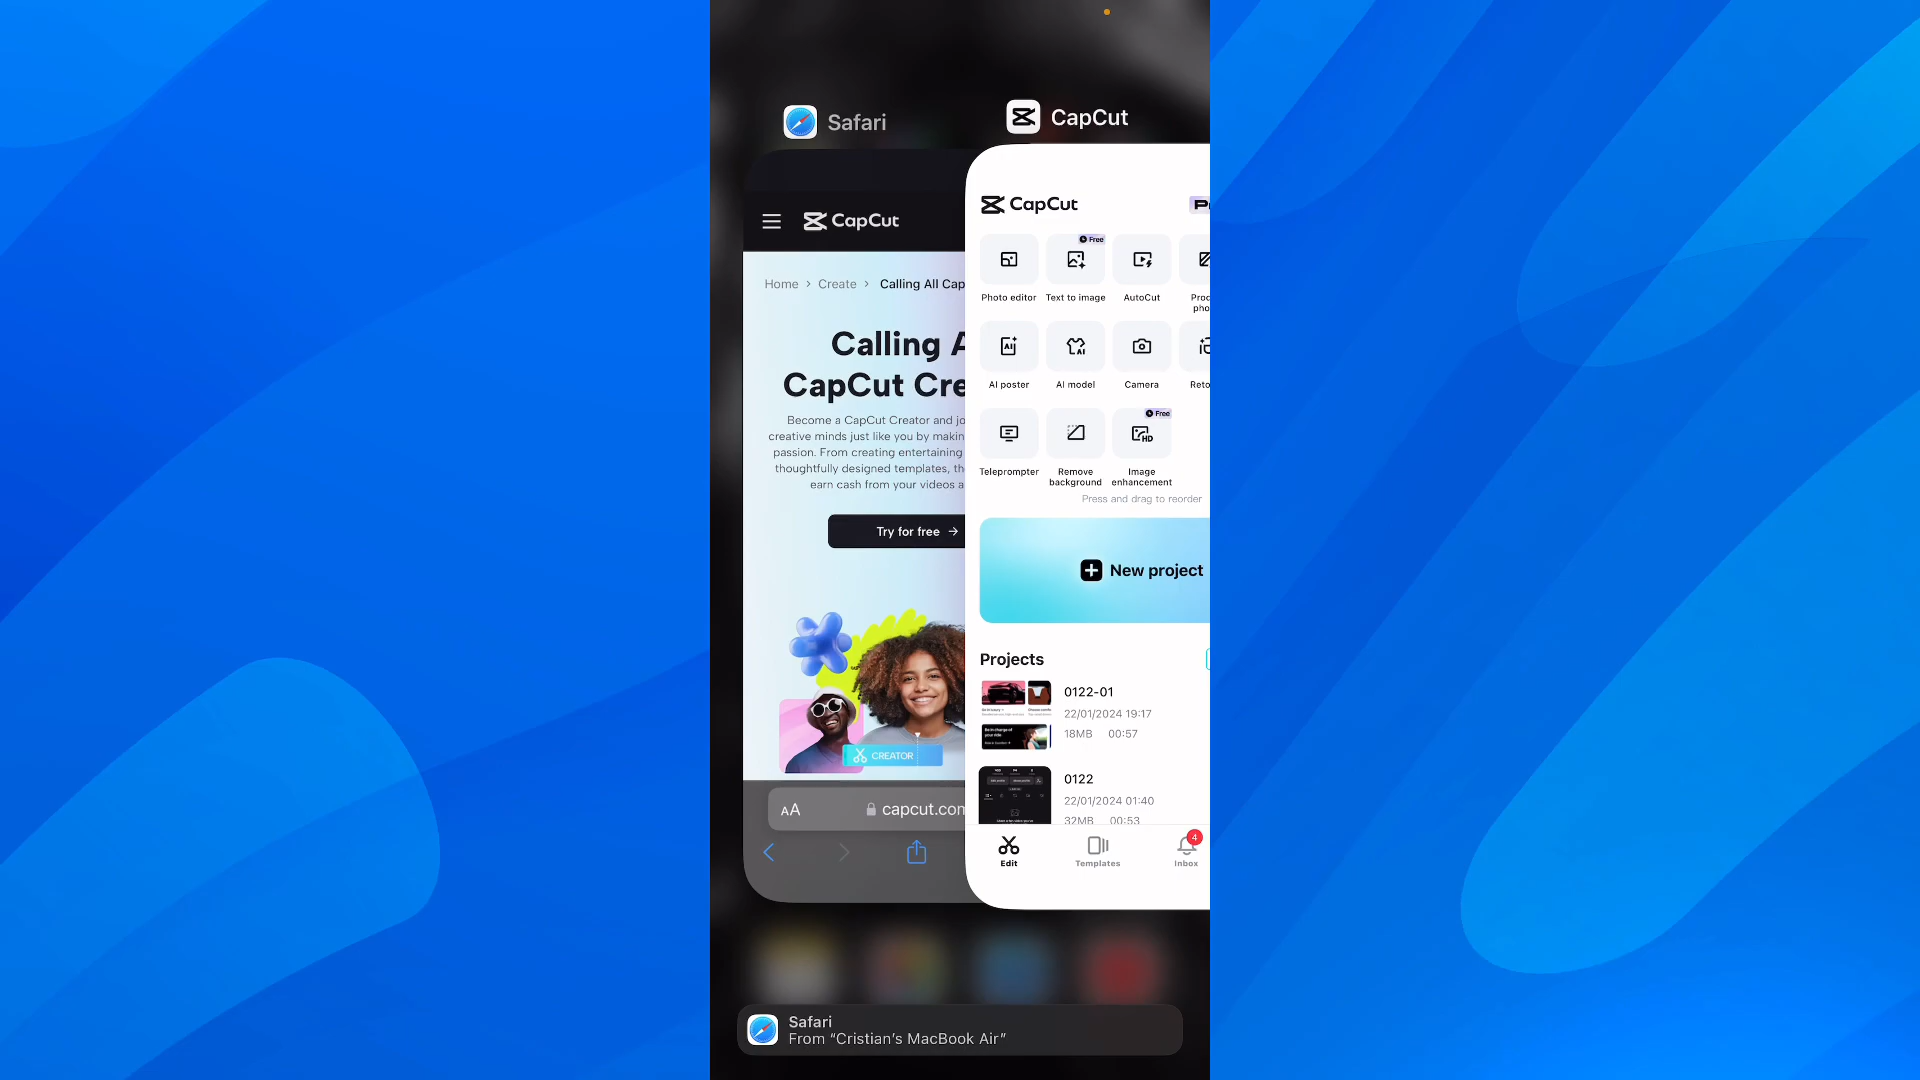 Safari
CapCut
CapCut
Home > Create > Calling All Cap
Calling A
CapCut Cre
Become a CapCut Creator and jo
creative minds just like you by makin
passion. From creating entertaining
thoughtfully designed templates, the
earn cash from your videos a
Try for free →
CREATOR
AA
capcut.com
CapCut
Free
Photo editor
Text to image
AutoCut
Prod
pho
AI poster
AI model
Camera
Reto
Free
Teleprompter
Remove
background
Image
enhancement
Press and drag to reorder
New project
Projects
0122-01
22/01/2024 19:17
18MB 00:57
0122
22/01/2024 01:40
32MB 00:53
Edit
Templates
4
Inbox
Safari
From “Cristian’s MacBook Air”